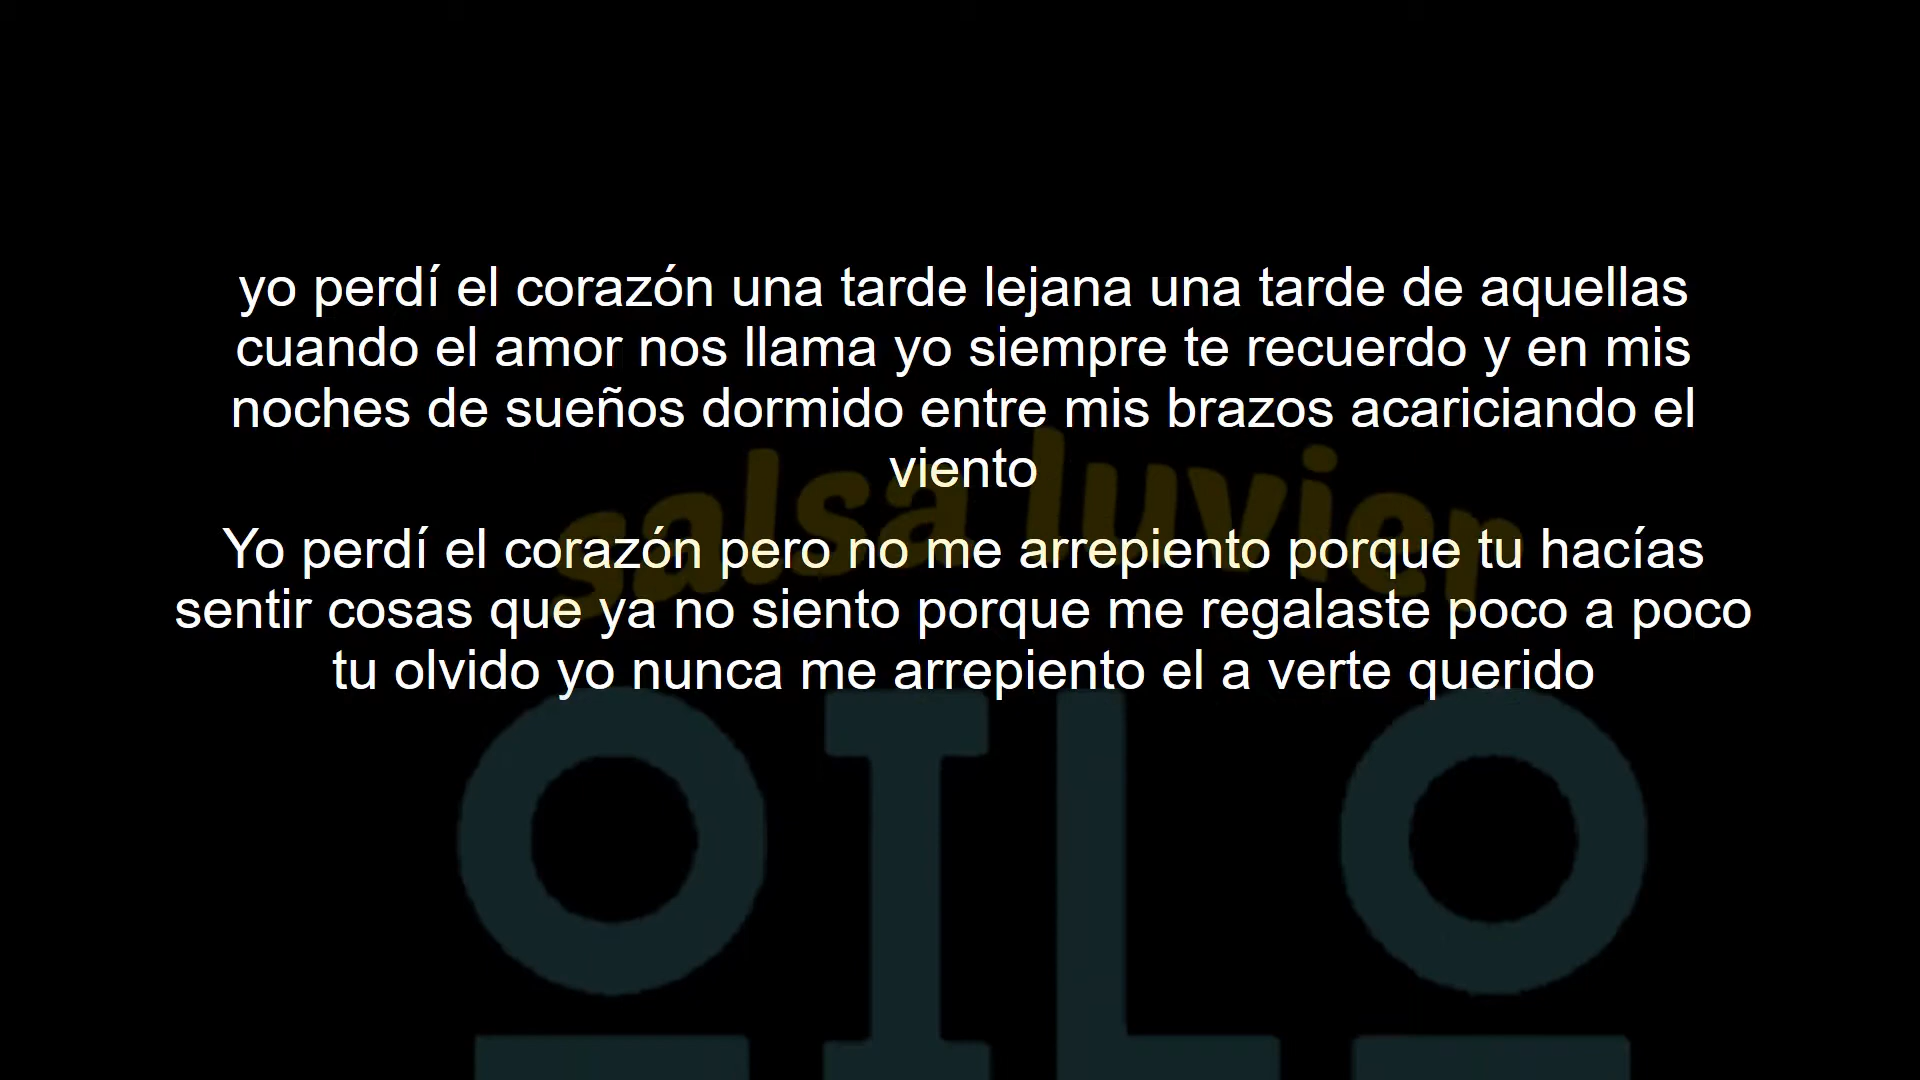 yo perdí el corazón una tarde lejana una tarde de aquellas
cuando el amor nos llama yo siempre te recuerdo y en mis
noches de sueños dormido entre mis brazos acariciando el
viento
salsa luvier
Yo perdí el corazón pero no me arrepiento porque tu hacías
sentir cosas que ya no siento porque me regalaste poco a poco
tu olvido yo nunca me arrepiento el a verte querido
OILO